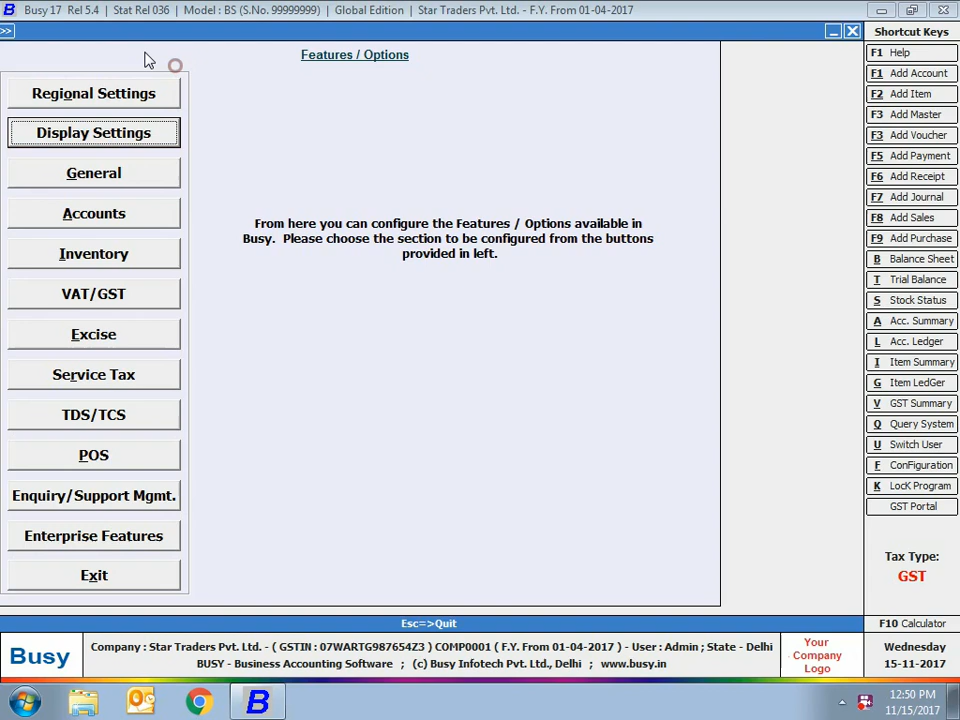 Busy 17 Rel 5.4 | Stat Rel 036 | Model : BS (S.No. 99999999) | Global Edition | Star Traders Pvt. Ltd. - F.Y. From 01-04-2017
>>
Features / Options
Regional Settings
Display Settings
General
Accounts
Inventory
VAT/GST
Excise
Service Tax
TDS/TCS
POS
Enquiry/Support Mgmt.
Enterprise Features
Exit
From here you can configure the Features / Options available in
Busy. Please choose the section to be configured from the buttons
provided in left.
Shortcut Keys
F1 Help
F1 Add Account
F2 Add Item
F3 Add Master
F3 Add Voucher
F5 Add Payment
F6 Add Receipt
F7 Add Journal
F8 Add Sales
F9 Add Purchase
B Balance Sheet
T Trial Balance
S Stock Status
A Acc. Summary
L Acc. Ledger
I Item Summary
G Item LedGer
V GST Summary
Q Query System
U Switch User
F ConFiguration
K LocK Program
GST Portal
Tax Type:
GST
Esc=>Quit
F10 Calculator
Busy
Company : Star Traders Pvt. Ltd. - ( GSTIN : 07WARTG987654Z3 ) COMP0001 ( F.Y. From 01-04-2017 ) - User : Admin ; State - Delhi
BUSY - Business Accounting Software ; (c) Busy Infotech Pvt. Ltd., Delhi ; www.busy.in
Your
Company
Logo
Wednesday
15-11-2017
12:50 PM
11/15/2017